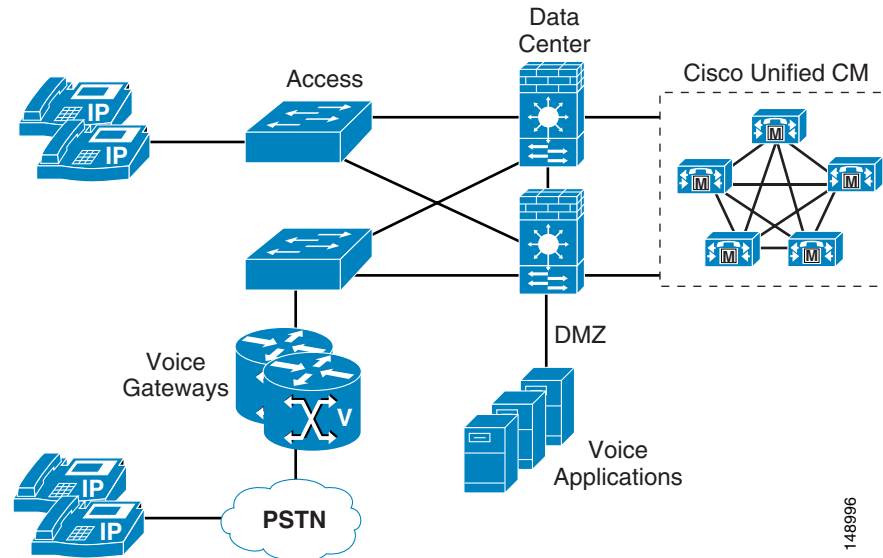 Data
Center
Access
Cisco Unified CM
IP
IP
M
M
M
M
M
DMZ
Voice
Gateways
V
Voice
Applications
IP
IP
PSTN
148996